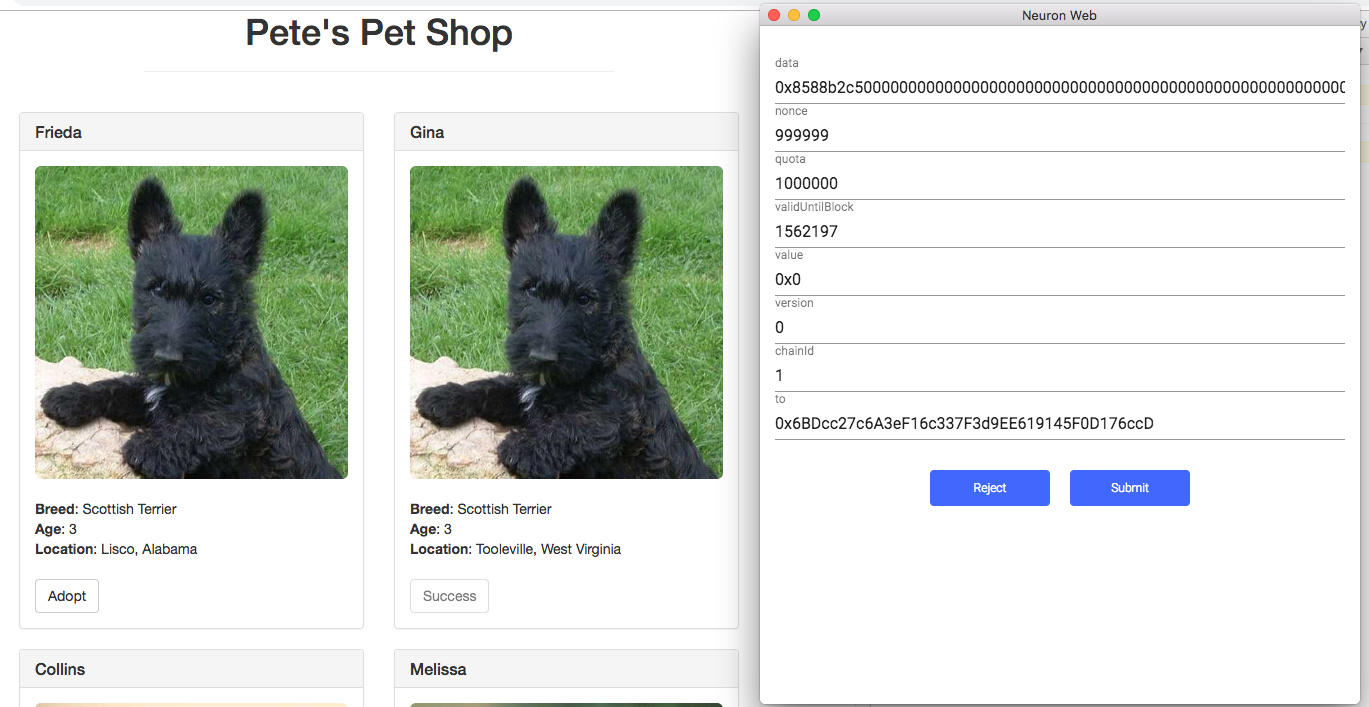 Pete's Pet Shop
Frieda
Breed: Scottish Terrier
Age: 3
Location: Lisco, Alabama
Adopt
Gina
Breed: Scottish Terrier
Age: 3
Location: Tooleville, West Virginia
Success
Collins
Melissa
Neuron Web
data
0x8588b2c500000000000000000000000000000000000000000000000000000
nonce
999999
quota
1000000
validUntilBlock
1562197
value
0x0
version
0
chainId
1
to
0x6BDcc27c6A3eF16c337F3d9EE619145F0D176ccD
Reject
Submit